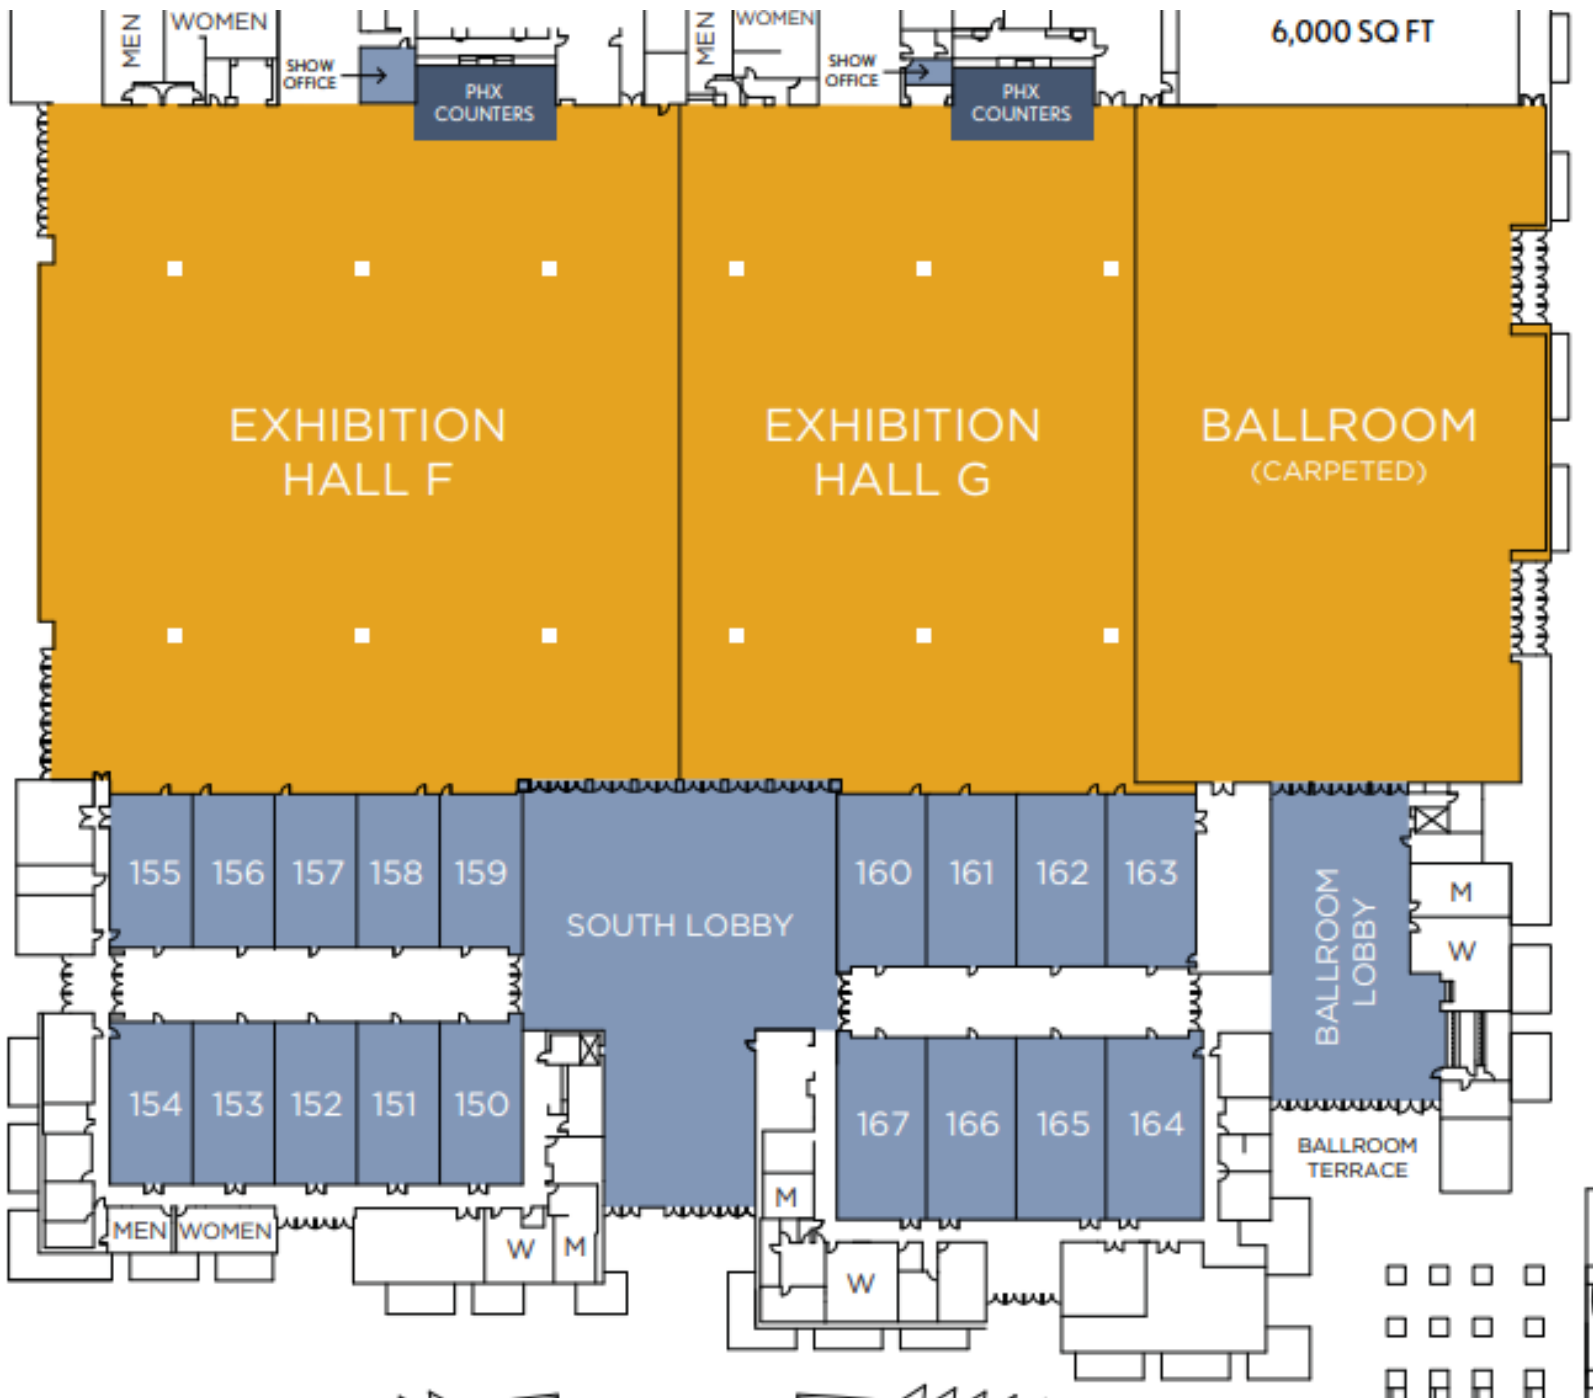 MEN
WOMEN
SHOW
OFFICE
PHX
COUNTERS
MEN
WOMEN
SHOW
OFFICE
PHX
COUNTERS
6,000 SQ FT
EXHIBITION
HALL F
EXHIBITION
HALL G
BALLROOM
(CARPETED)
155
156
157
158
159
SOUTH LOBBY
160
161
162
163
BALLROOM
LOBBY
M
W
154
153
152
151
150
167
166
165
164
BALLROOM
TERRACE
MEN
WOMEN
W
M
M
W